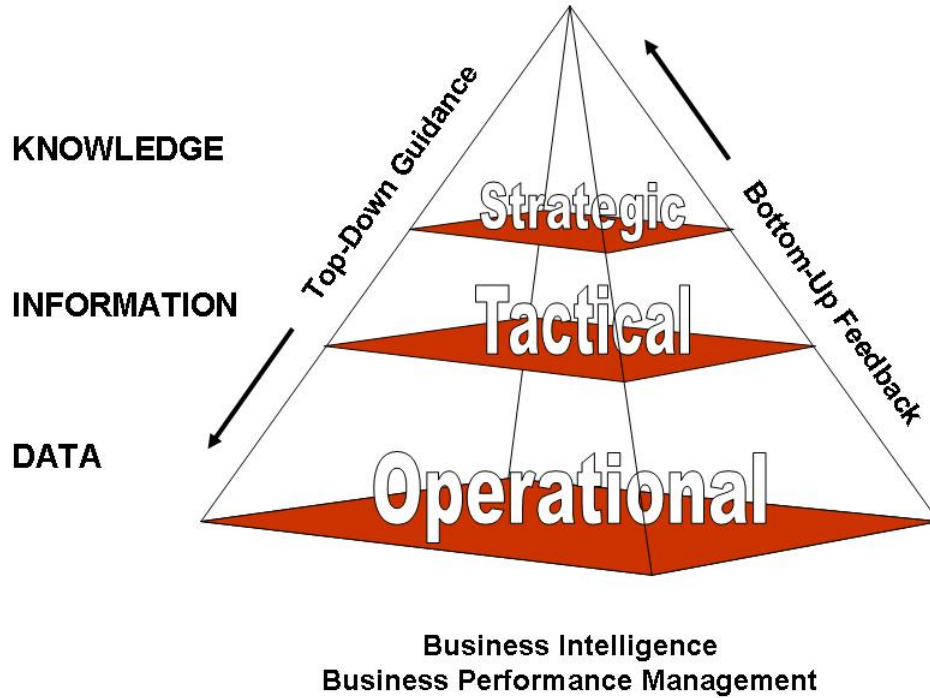 KNOWLEDGE
Top-Down Guidance
Strategic
Bottom-Up Feedback
INFORMATION
Tactical
DATA
Operational
Business Intelligence
Business Performance Management